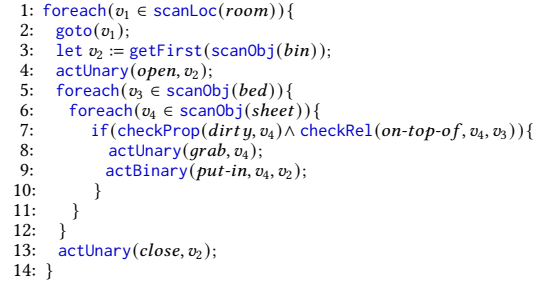 1: foreach(v₁ ∈ scanLoc(room)){
2: goto(v₁);
3: let v₂ := getFirst(scanObj(bin));
4: actUnary(open, v₂);
5: foreach(v₃ ∈ scanObj(bed)){
6: foreach(v₄ ∈ scanObj(sheet)){
7: if(checkProp(dirty, v₄)∧ checkRel(on-top-of, v₄, v₃)){
8: actUnary(grab, v₄);
9: actBinary(put-in, v₄, v₂);
10: }
11: }
12: }
13: actUnary(close, v₂);
14: }